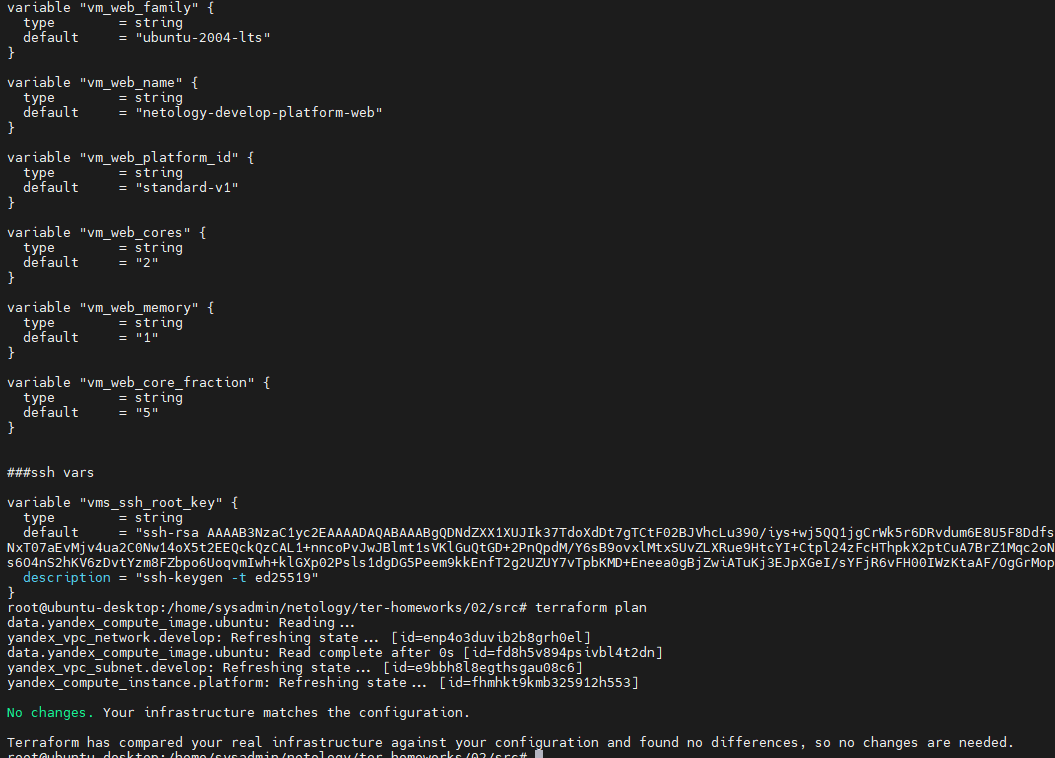 variable "vm_web_family" {
  type        = string
  default     = "ubuntu-2004-lts"
}
variable "vm_web_name" {
  type        = string
  default     = "netology-develop-platform-web"
}
variable "vm_web_platform_id" {
  type        = string
  default     = "standard-v1"
}
variable "vm_web_cores" {
  type        = string
  default     = "2"
}
variable "vm_web_memory" {
  type        = string
  default     = "1"
}
variable "vm_web_core_fraction" {
  type        = string
  default     = "5"
}
###ssh vars
variable "vms_ssh_root_key" {
  type        = string
  default     = "ssh-rsa AAAAB3NzaC1yc2EAAAADAQABAAABgQDNdZXX1XUJIk37TdoXdDt7gTCtF02BJVhcLu390/iys+wj5QQ1jgCrWk5r6DRvdum6E8U5F8Ddfs
NxT07aEvMjv4ua2C0Nw14oX5t2EEQckQzCAL1+nncoPvJwJBlmt1sVKlGuQtGD+2PnQpdM/Y6sB9ovxlMtxSUvZLXRue9HtcYI+Ctpl24zFcHThpkX2ptCuA7BrZ1Mqc2oN
s6O4nS2hKV6zDvtYzm8FZbpo6UoqvmIwh+klGXp02Psls1dgDG5Peem9kkEnfT2g2UZUY7vTpbKMD+Eneea0gBjZwiATuKj3EJpXGeI/sYFjR6vFH00IWzKtaAF/OgGrMop
  description = "ssh-keygen -t ed25519"
}
root@ubuntu-desktop:/home/sysadmin/netology/ter-homeworks/02/src# terraform plan
data.yandex_compute_image.ubuntu: Reading...
yandex_vpc_network.develop: Refreshing state... [id=enp4o3duvib2b8grh0el]
data.yandex_compute_image.ubuntu: Read complete after 0s [id=fd8h5v894psivbl4t2dn]
yandex_vpc_subnet.develop: Refreshing state... [id=e9bbh8l8egthsgau08c6]
yandex_compute_instance.platform: Refreshing state... [id=fhmhkt9kmb325912h553]
No changes. Your infrastructure matches the configuration.
Terraform has compared your real infrastructure against your configuration and found no differences, so no changes are needed.
root@ubuntu-desktop:/home/sysadmin/netology/ter-homeworks/02/src#